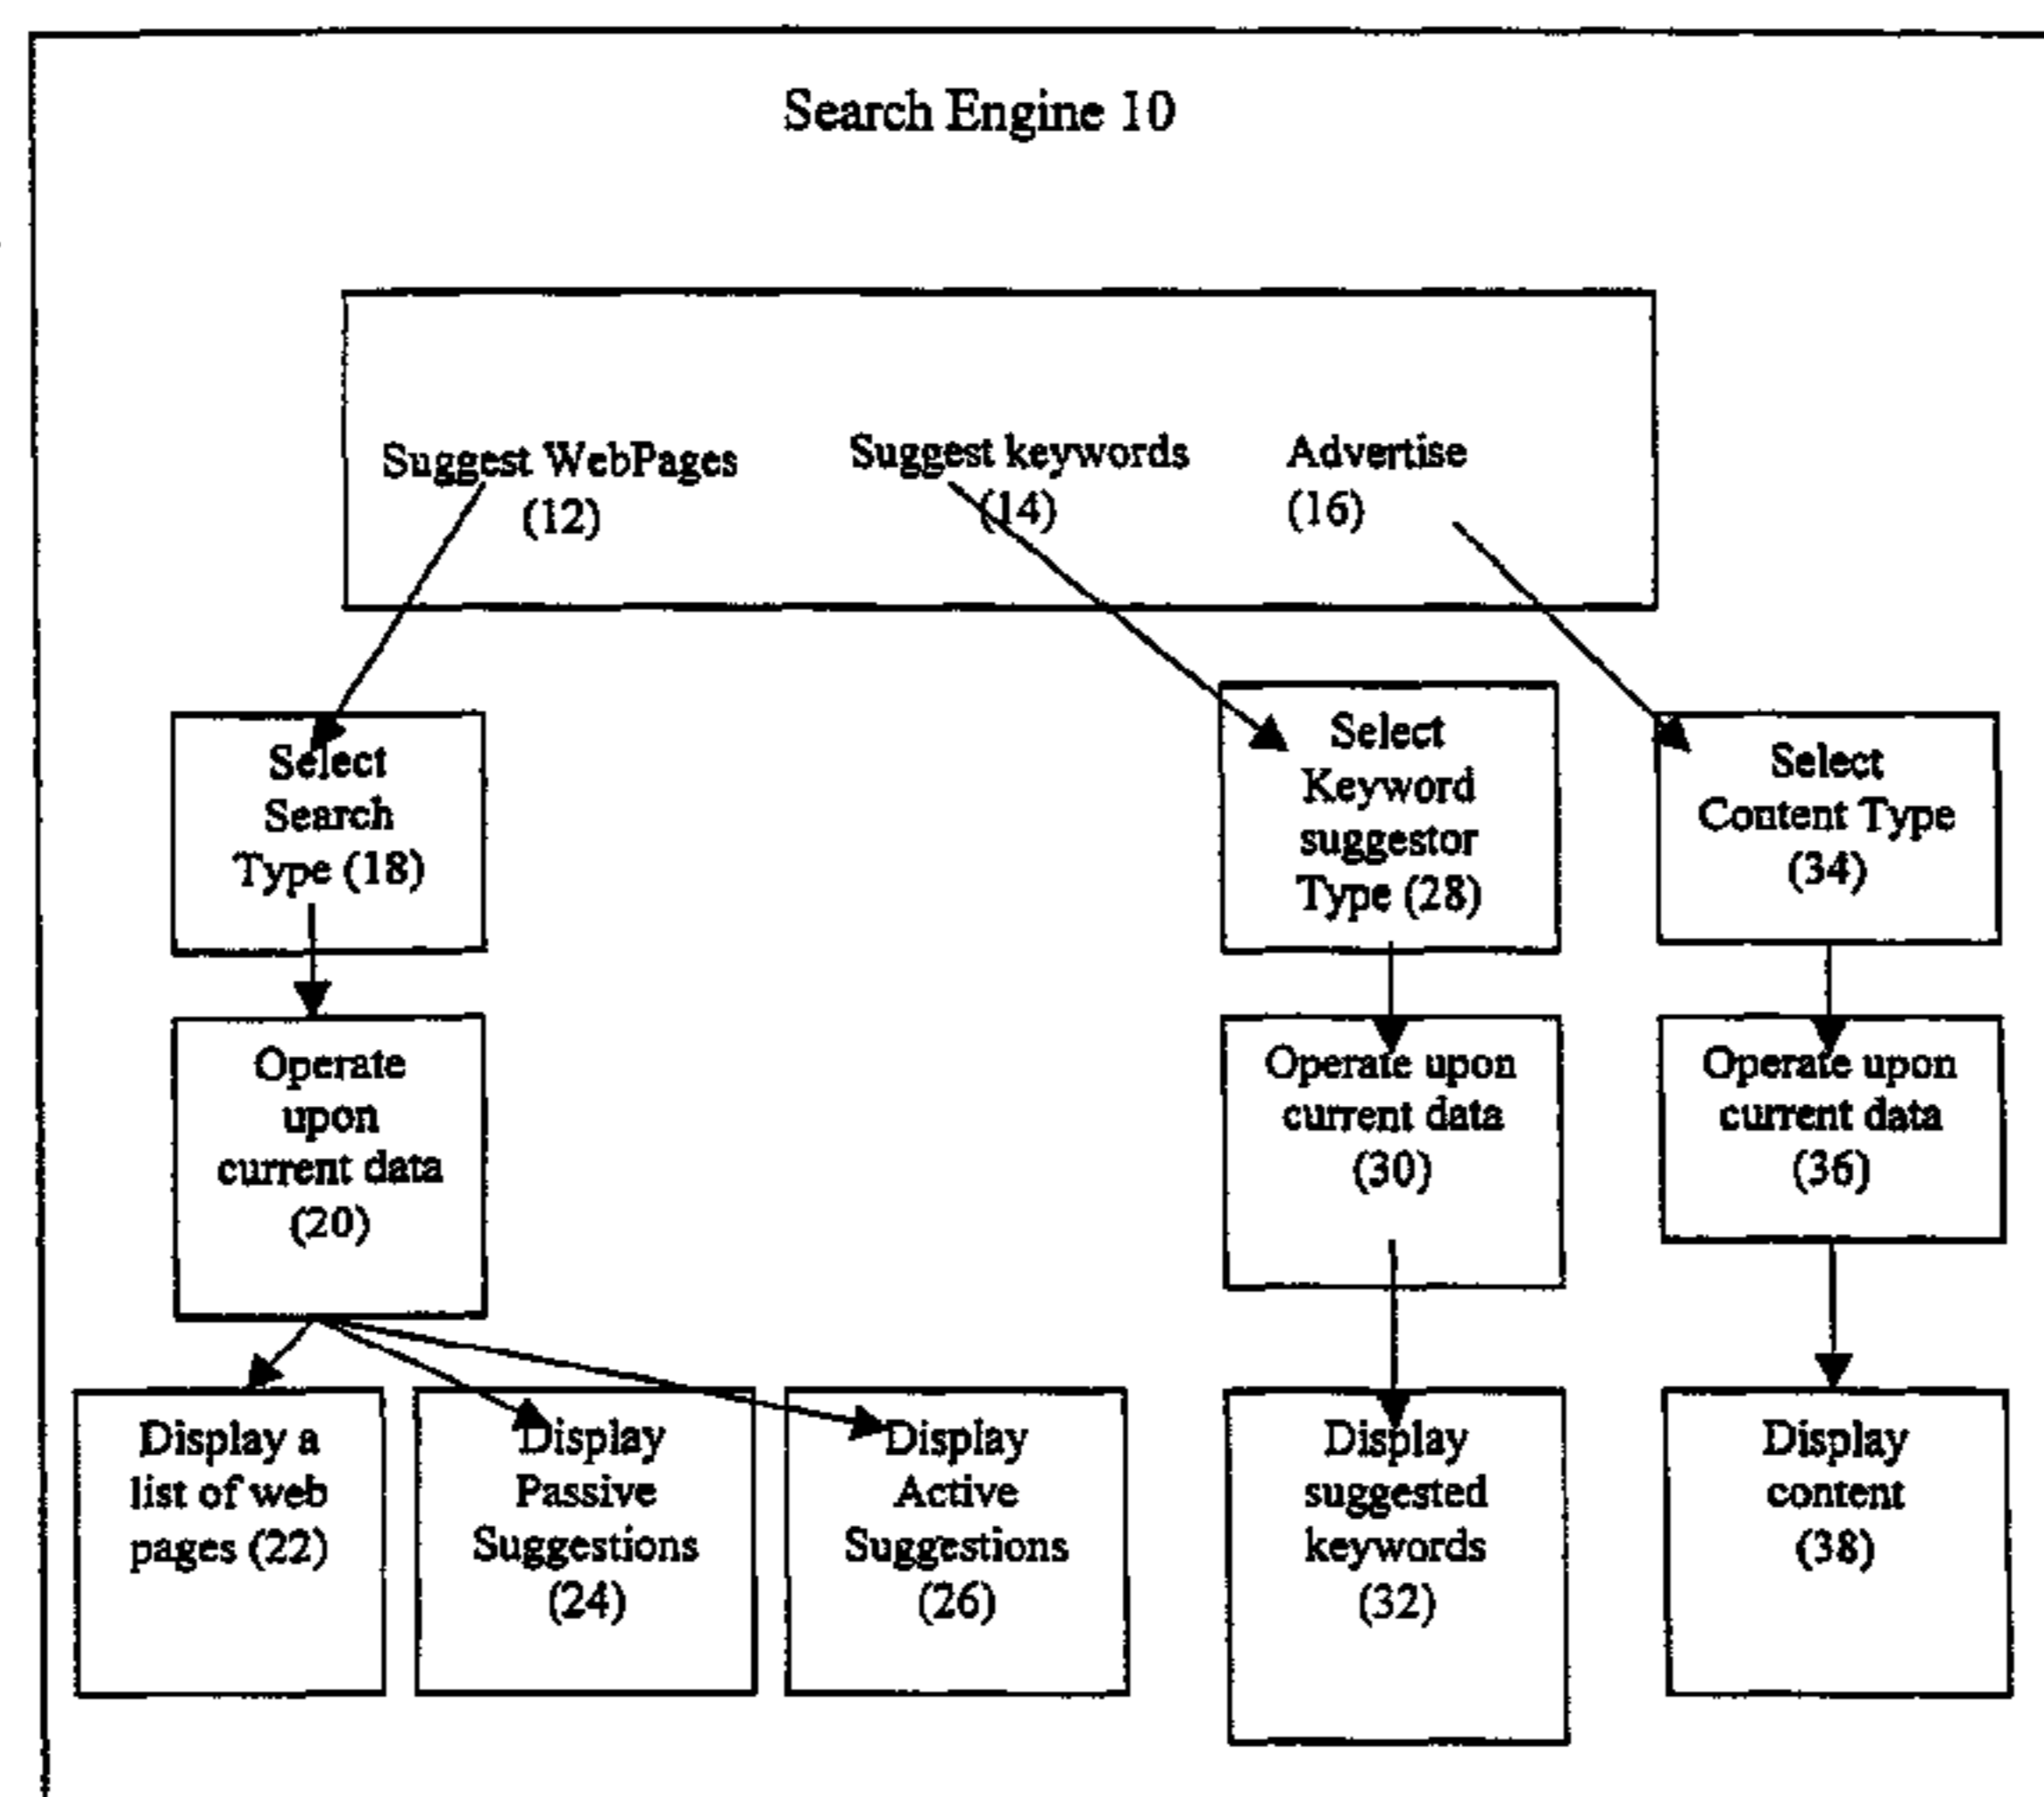 Search Engine 10
Suggest WebPages
(12)
Suggest keywords
(14)
Advertise
(16)
Select
Search
Type (18)
Select
Keyword
suggestor
Type (28)
Select
Content Type
(34)
Operate
upon
current data
(20)
Operate upon
current data
(30)
Operate upon
current data
(36)
Display a
list of web
pages (22)
Display
Passive
Suggestions
(24)
Display
Active
Suggestions
(26)
Display
suggested
keywords
(32)
Display
content
(38)